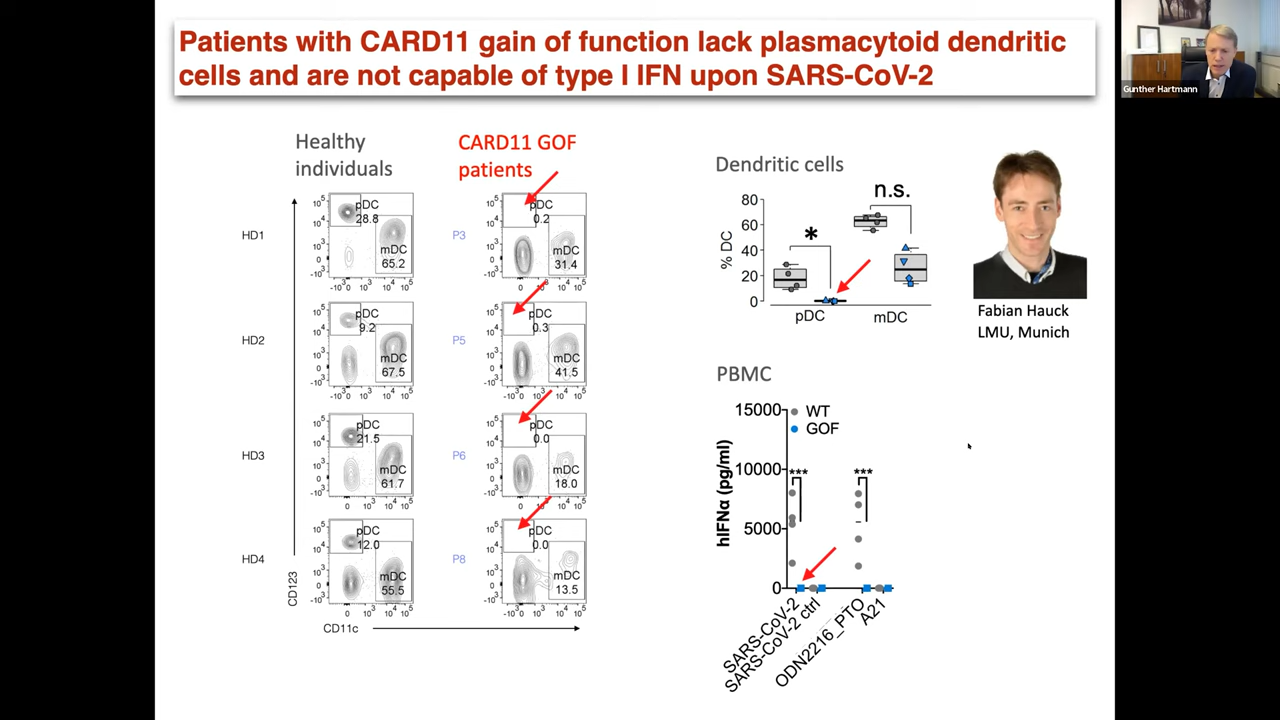 Patients with CARD11 gain of function lack plasmacytoid dendritic
cells and are not capable of type I IFN upon SARS-CoV-2
Gunther Hartmann
Healthy
individuals
CARD11 GOF
patients
HD1
pDC
28.8
mDC
65.2
P3
pDC
0.2
mDC
31.4
HD2
pDC
9.2
mDC
67.5
P5
pDC
0.3
mDC
41.5
HD3
pDC
21.5
mDC
61.7
P6
pDC
0.0
mDC
18.0
HD4
pDC
12.0
mDC
55.5
P8
pDC
0.0
mDC
13.5
CD123
CD11c
Dendritic cells
% DC
80
60
40
20
0
*
n.s.
pDC
mDC
Fabian Hauck
LMU, Munich
PBMC
hIFNα (pg/ml)
15000
10000
5000
0
WT
GOF
***
***
SARS-CoV-2
SARS-CoV-2 ctrl
ODN2216_PTO
A21